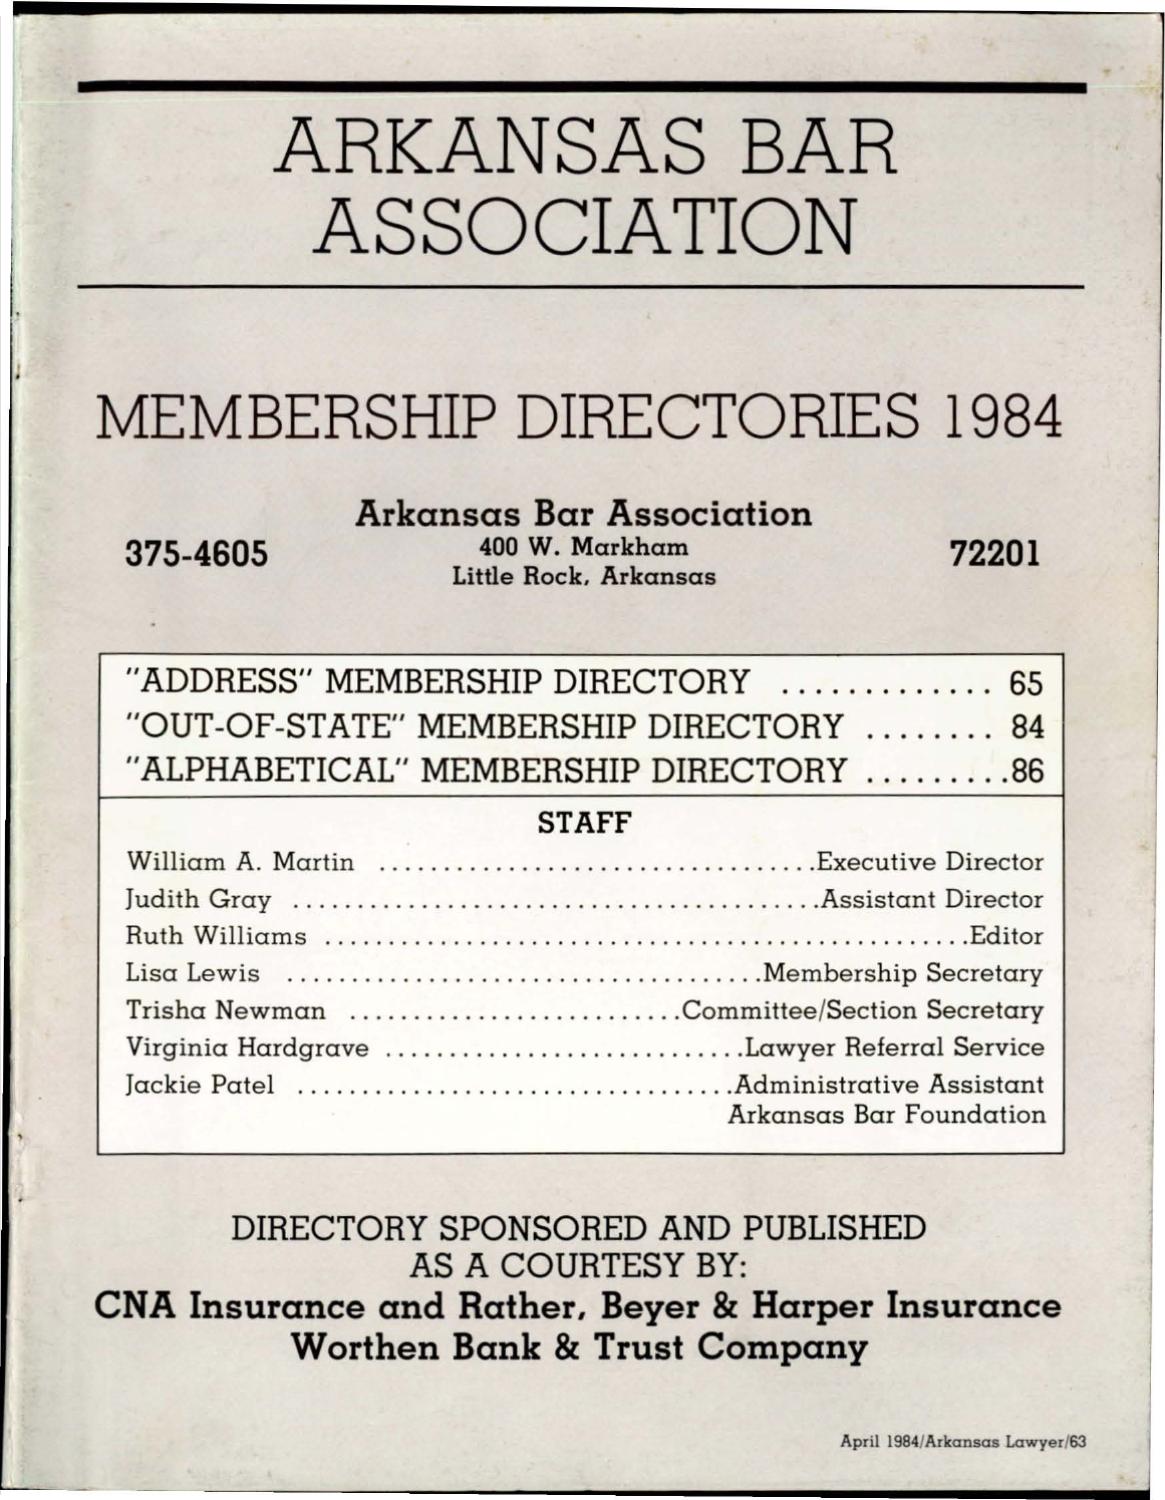 ARKANSAS BAR
ASSOCIATION
MEMBERSHIP DIRECTORIES 1984
Arkansas Bar Association
375-4605 400 W. Markham 72201
Little Rock, Arkansas
"ADDRESS" MEMBERSHIP DIRECTORY ............. 65
"OUT-OF-STATE" MEMBERSHIP DIRECTORY ........ 84
"ALPHABETICAL" MEMBERSHIP DIRECTORY .........86
STAFF
William A. Martin ..................................Executive Director
Judith Gray .........................................Assistant Director
Ruth Williams ..................................................Editor
Lisa Lewis .....................................Membership Secretary
Trisha Newman ..........................Committee/Section Secretary
Virginia Hardgrave ............................Lawyer Referral Service
Jackie Patel ..................................Administrative Assistant
Arkansas Bar Foundation
DIRECTORY SPONSORED AND PUBLISHED
AS A COURTESY BY:
CNA Insurance and Rather, Beyer & Harper Insurance
Worthen Bank & Trust Company
April 1984/Arkansas Lawyer/63